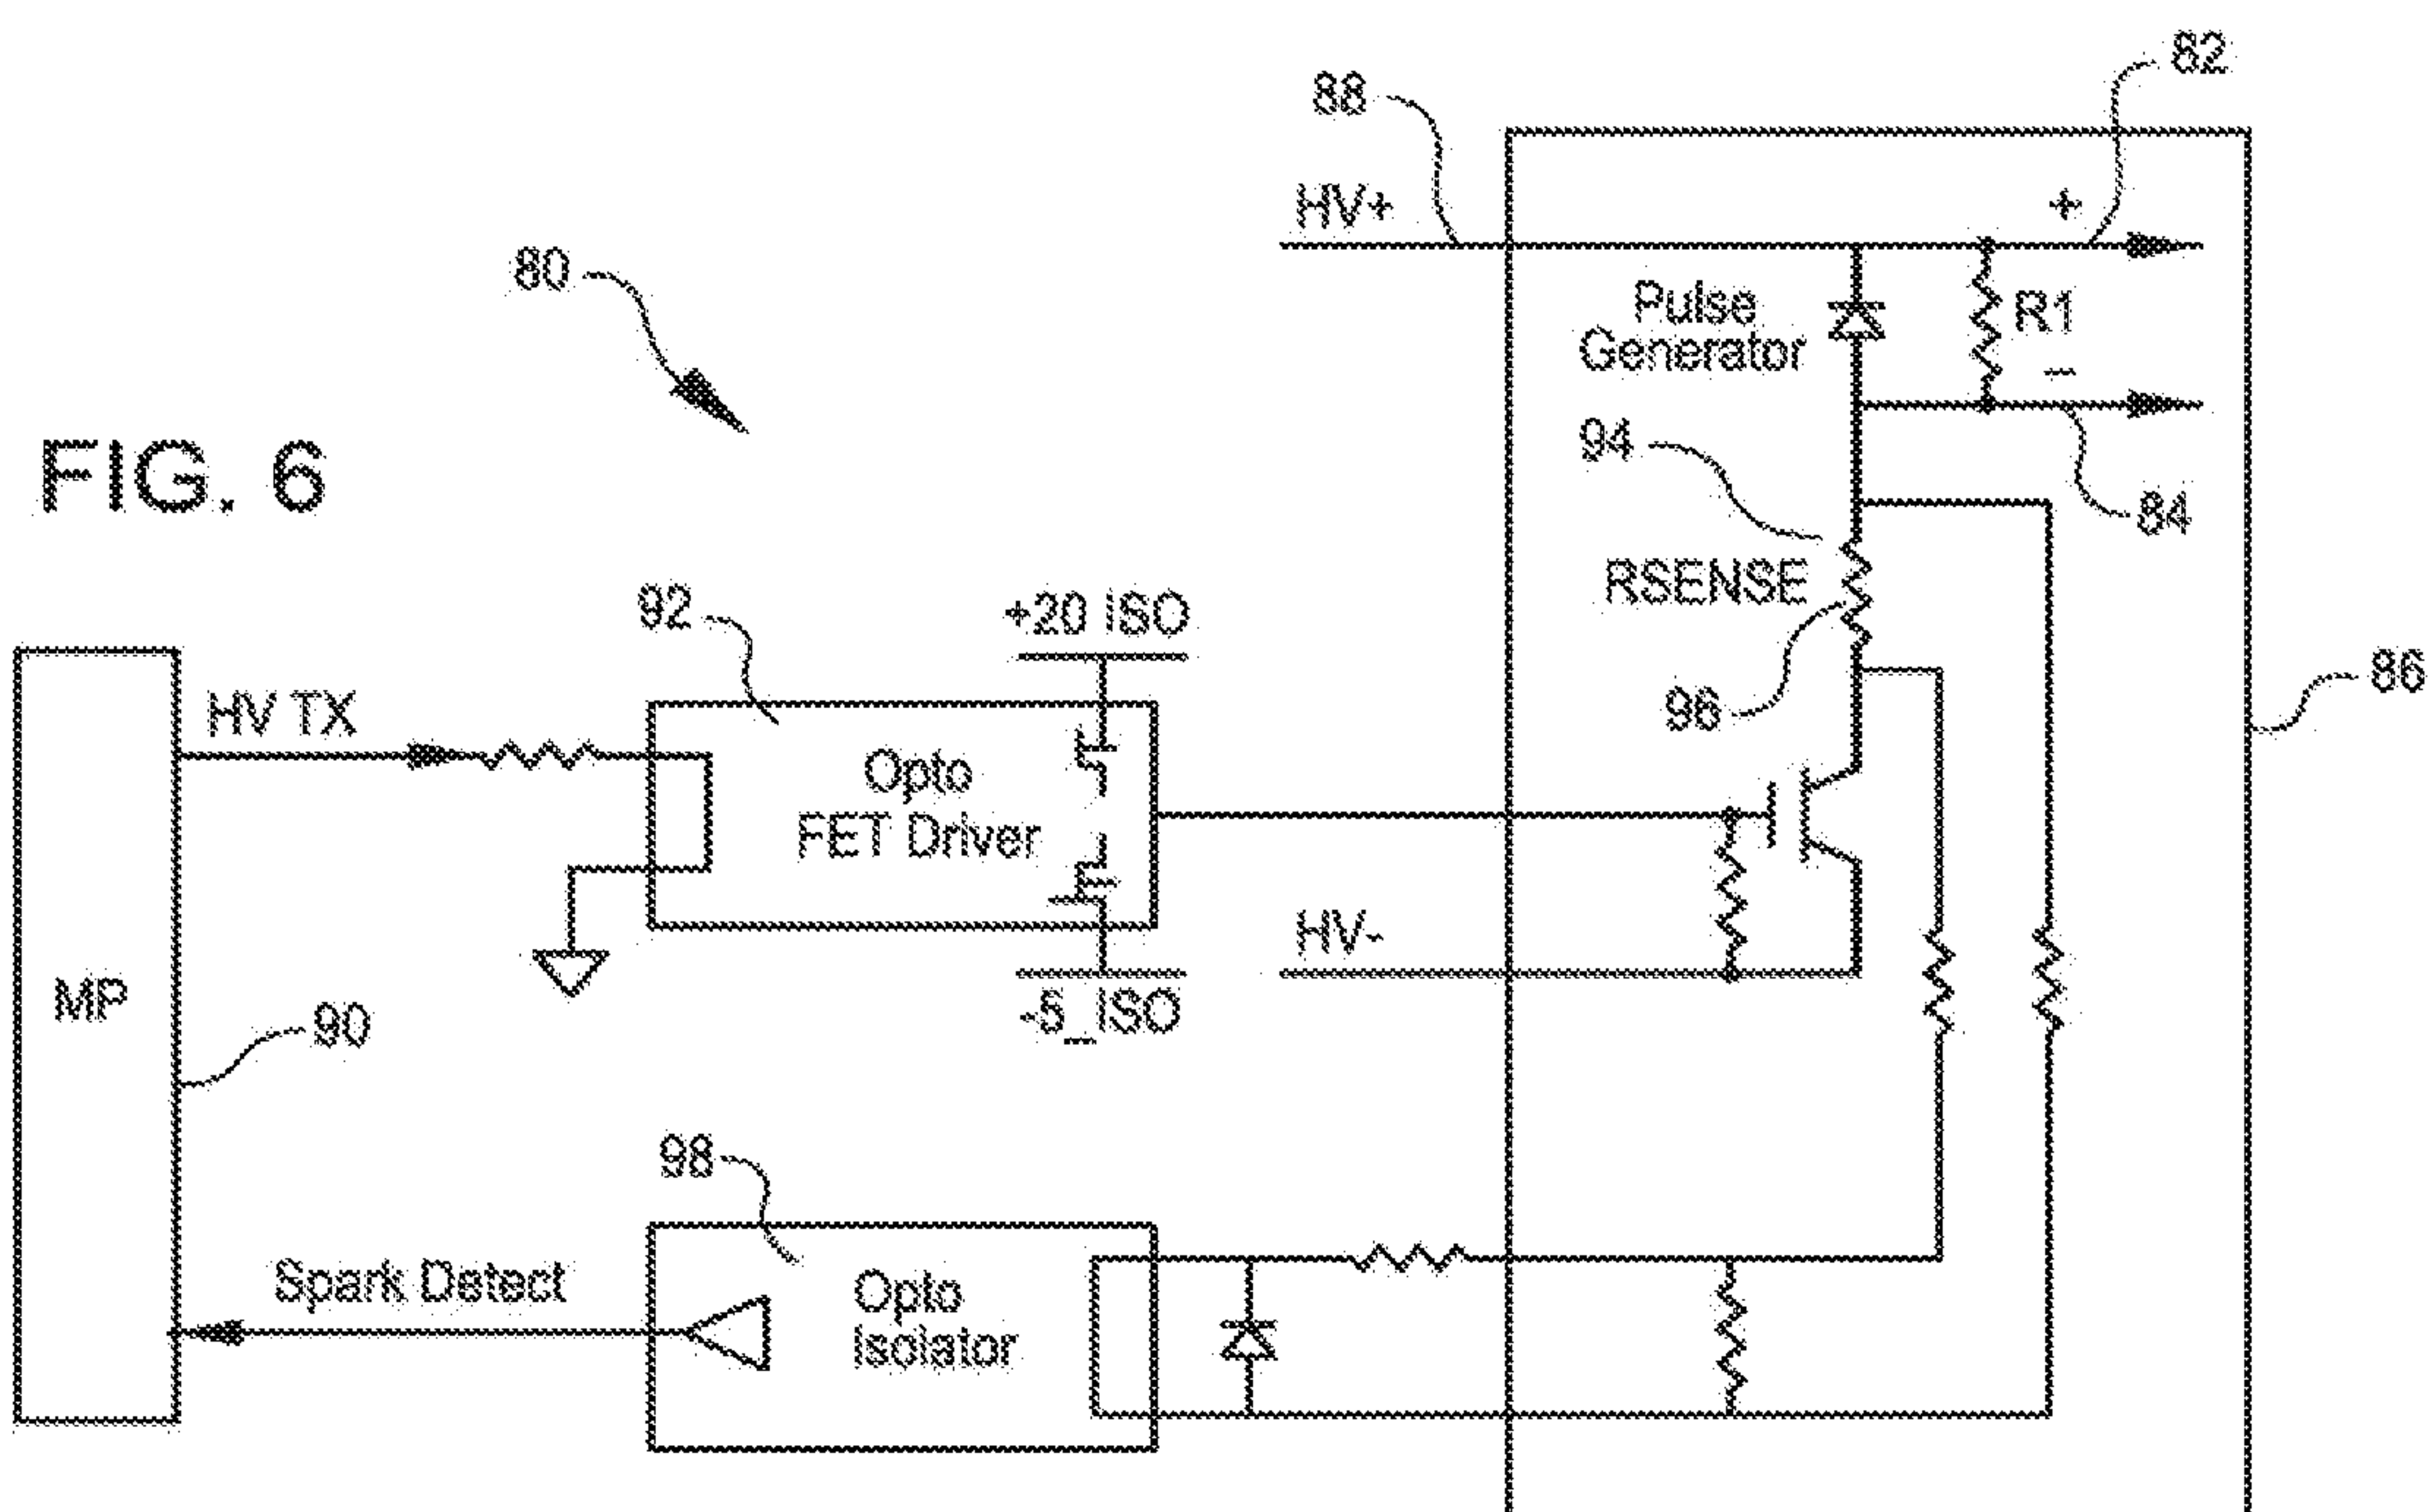 82
88
HV+
+
80
Pulse
Generator
R1
−
94
FIG. 6
84
RSENSE
92
+20 ISO
86
96
HV TX
Opto
FET Driver
HV-
MP
-5_ISO
90
98
Spark Detect
Opto
Isolator